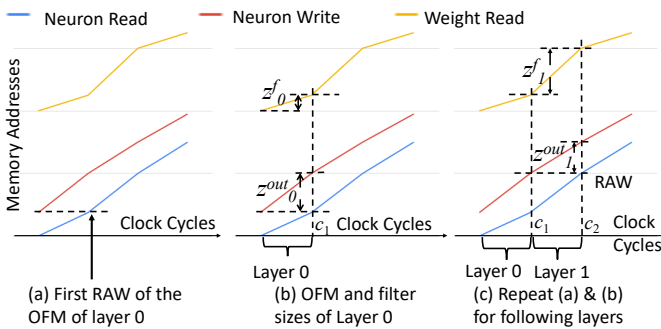 Neuron Read Neuron Write Weight Read
Memory Addresses
Clock Cycles
(a) First RAW of the
OFM of layer 0
z^f_0
z^out_0
c_1
Clock Cycles
Layer 0
(b) OFM and filter
sizes of Layer 0
z^f_1
z^out_1
RAW
c_1 c_2 Clock
Cycles
Layer 0 Layer 1
(c) Repeat (a) & (b)
for following layers